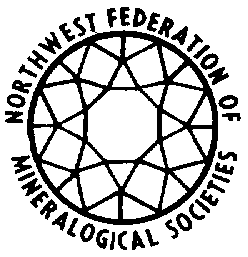 NORTHWEST FEDERATION OF
MINERALOGICAL SOCIETIES